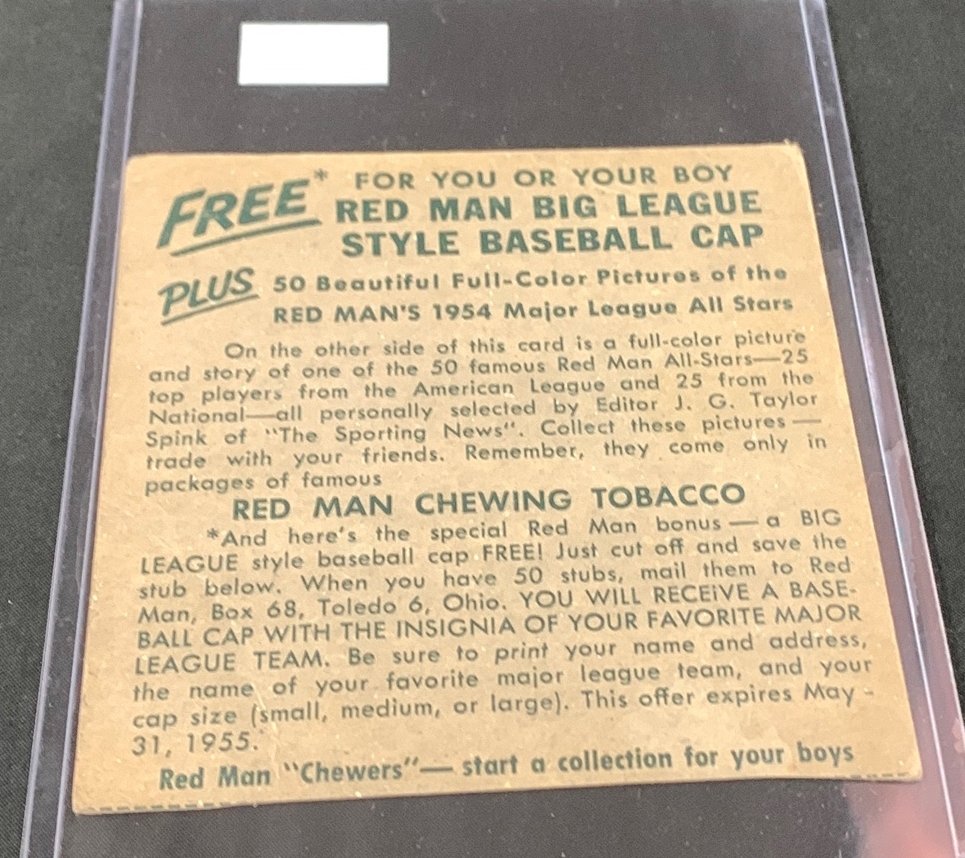 FREE* FOR YOU OR YOUR BOY
RED MAN BIG LEAGUE
STYLE BASEBALL CAP
PLUS 50 Beautiful Full-Color Pictures of the
RED MAN'S 1954 Major League All Stars
On the other side of this card is a full-color picture
and story of one of the 50 famous Red Man All-Stars—25
top players from the American League and 25 from the
National—all personally selected by Editor J. G. Taylor
Spink of "The Sporting News". Collect these pictures—
trade with your friends. Remember, they come only in
packages of famous
RED MAN CHEWING TOBACCO
*And here's the special Red Man bonus—a BIG
LEAGUE style baseball cap FREE! Just cut off and save the
stub below. When you have 50 stubs, mail them to Red
Man, Box 68, Toledo 6, Ohio. YOU WILL RECEIVE A BASE-
BALL CAP WITH THE INSIGNIA OF YOUR FAVORITE MAJOR
LEAGUE TEAM. Be sure to print your name and address,
the name of your favorite major league team, and your
cap size (small, medium, or large). This offer expires May
31, 1955.
Red Man "Chewers"—start a collection for your boys